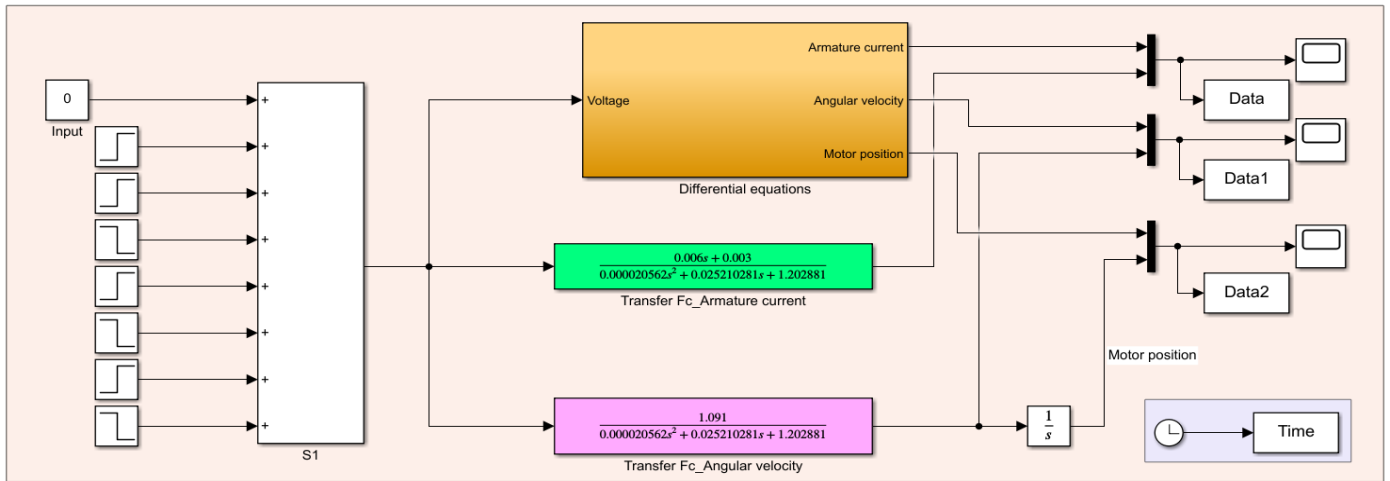 0
Input
+
+
+
+
+
+
+
+
S1
Voltage
Armature current
Angular velocity
Motor position
Differential equations
0.006s + 0.003
0.000020562s² + 0.025210281s + 1.202881
Transfer Fc_Armature current
1.091
0.000020562s² + 0.025210281s + 1.202881
Transfer Fc_Angular velocity
1
s
Motor position
Data
Data1
Data2
Time